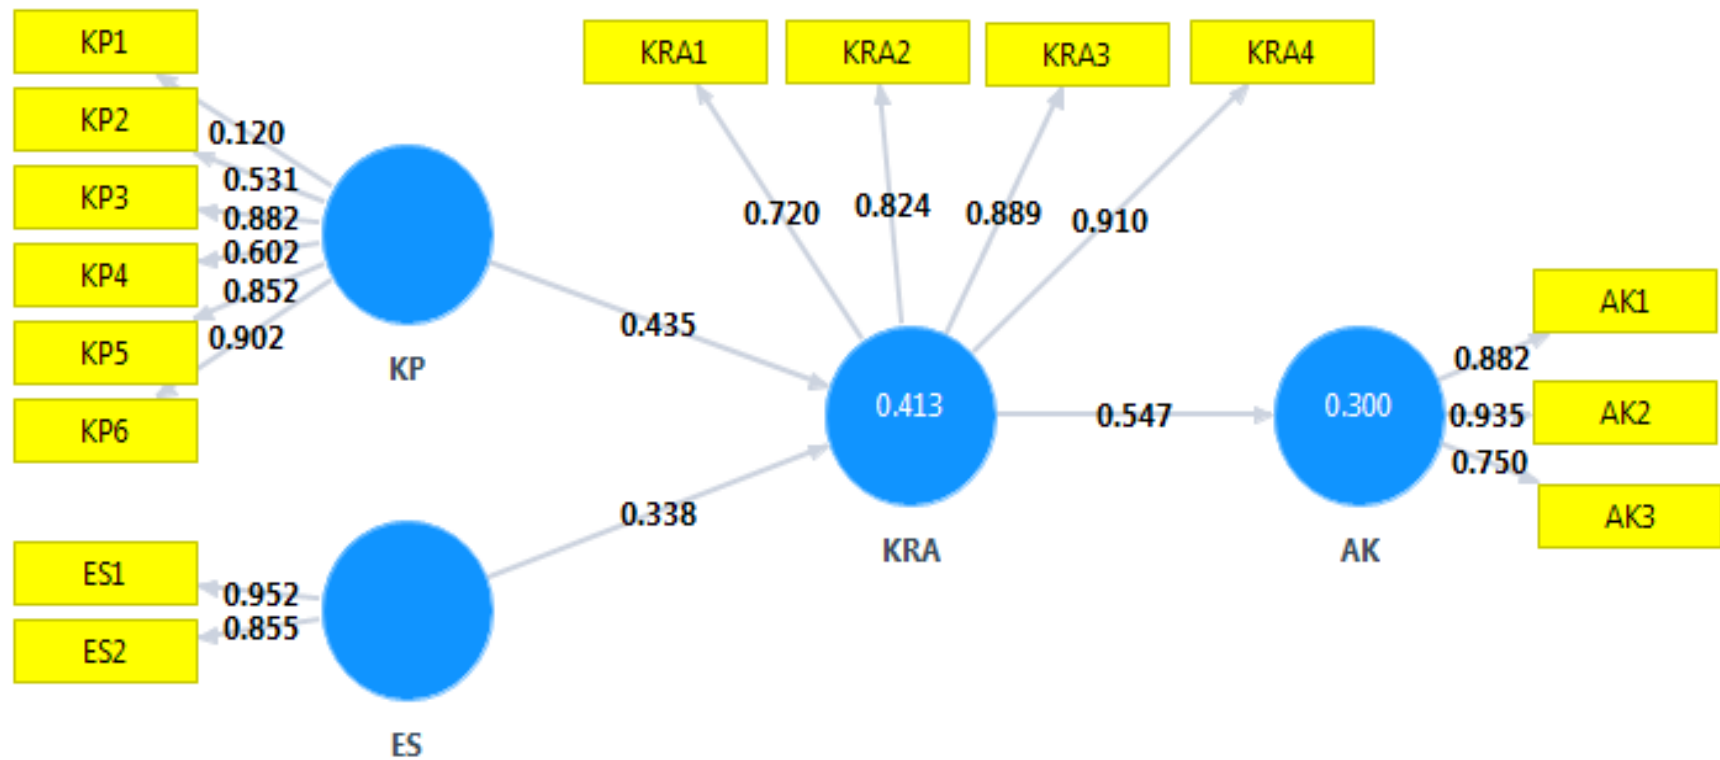 KP1
KP2
KP3
KP4
KP5
KP6
0.120
0.531
0.882
0.602
0.852
0.902
KP
ES1
ES2
0.952
0.855
ES
0.435
0.338
KRA1
KRA2
KRA3
KRA4
0.720
0.824
0.889
0.910
0.413
KRA
0.547
0.300
AK
0.882
0.935
0.750
AK1
AK2
AK3